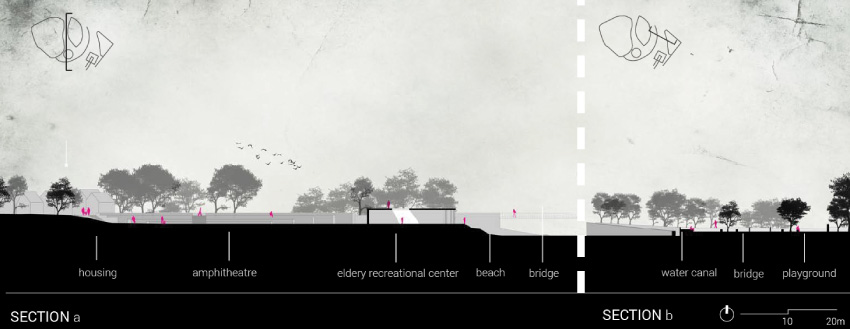 housing
amphitheatre
eldery recreational center
beach
bridge
water canal
bridge
playground
SECTION a
SECTION b
10
20m